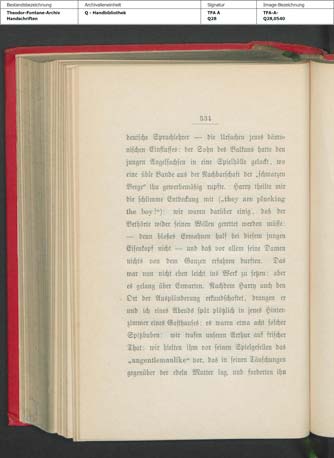 Bestandsbezeichnung Archivalieneinheit Signatur Image-Bezeichnung
Theodor-Fontane-Archiv Q - Handbibliothek TFA A TFA-A-
Handschriften Q28 Q28,0540
531
deutsche Sprachlehrer — die Ursachen jenes dämo-
nischen Einflusses: der Sohn des Balkans hatte den
jungen Angelsachsen in eine Spielhölle gelockt, wo
eine üble Bande aus der Nachbarschaft der „schwarzen
Berge“ ihn gewerbsmäßig rupfte. Harry theilte mir
die schlimme Entdeckung mit („they are plucking
the boy!“): wir waren darüber einig, daß der
Bethörte wider seinen Willen gerettet werden müsse:
— denn bloßes Ermahnen half bei diesem jungen
Eisenkopf nicht — und daß vor allem seine Damen
nichts von dem Ganzen erfahren durften. Das
war nun nicht eben leicht ins Werk zu setzen: aber
es gelang über Erwarten. Nachdem Harry auch den
Ort der Ausplünderung erkundschaftet, drangen er
und ich eines Abends spät plötzlich in jenes Hinter-
zimmer eines Gasthauses: es waren etwa acht solcher
Spitzbuben: wir trafen unseren Arthur auf frischer
That: wir hielten ihm vor seinen Spielgesellen das
„ungentlemanlike“ vor, das in seinen Täuschungen
gegenüber der edeln Mutter lag, und forderten ihn